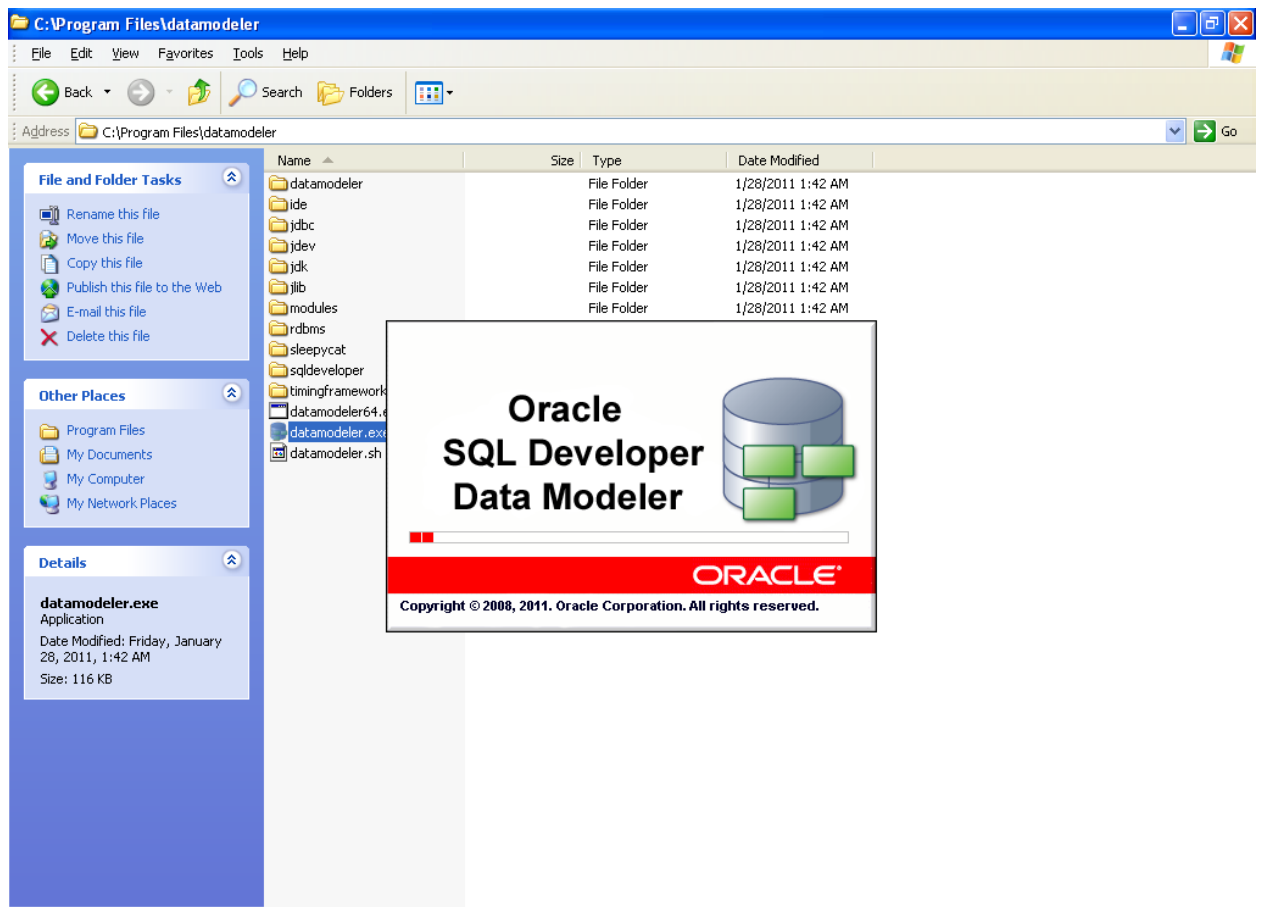 C:\Program Files\datamodeler
File Edit View Favorites Tools Help
Back Search Folders
Address C:\Program Files\datamodeler Go
Name Size Type Date Modified
File and Folder Tasks
Rename this file
Move this file
Copy this file
Publish this file to the Web
E-mail this file
Delete this file
Other Places
Program Files
My Documents
My Computer
My Network Places
Details
datamodeler.exe
Application
Date Modified: Friday, January
28, 2011, 1:42 AM
Size: 116 KB
datamodeler File Folder 1/28/2011 1:42 AM
ide File Folder 1/28/2011 1:42 AM
jdbc File Folder 1/28/2011 1:42 AM
jdev File Folder 1/28/2011 1:42 AM
jdk File Folder 1/28/2011 1:42 AM
jlib File Folder 1/28/2011 1:42 AM
modules File Folder 1/28/2011 1:42 AM
rdbms
sleepycat
sqldeveloper
timingframework
datamodeler64.e
datamodeler.exe
datamodeler.sh
Oracle
SQL Developer
Data Modeler
ORACLE
Copyright © 2008, 2011. Oracle Corporation. All rights reserved.